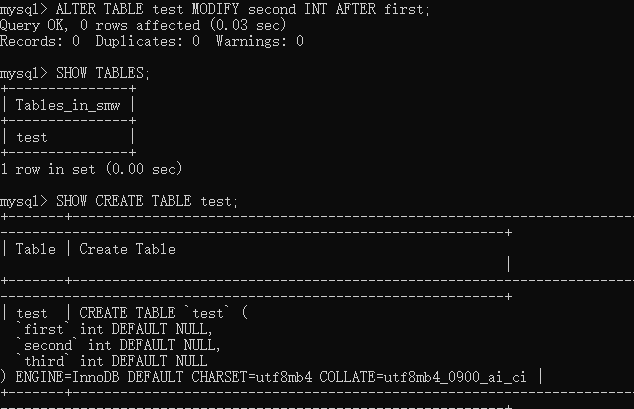 mysql> ALTER TABLE test MODIFY second INT AFTER first;
Query OK, 0 rows affected (0.03 sec)
Records: 0  Duplicates: 0  Warnings: 0

mysql> SHOW TABLES;
+---------------+
| Tables_in_smw |
+---------------+
| test          |
+---------------+
1 row in set (0.00 sec)

mysql> SHOW CREATE TABLE test;
+-------+-----------------------------------------------------------------------
---------------------------------------------------------------+
| Table | Create Table
                                                               |
+-------+-----------------------------------------------------------------------
---------------------------------------------------------------+
| test  | CREATE TABLE `test` (
  `first` int DEFAULT NULL,
  `second` int DEFAULT NULL,
  `third` int DEFAULT NULL
) ENGINE=InnoDB DEFAULT CHARSET=utf8mb4 COLLATE=utf8mb4_0900_ai_ci |
+-------+-----------------------------------------------------------------------
---------------------------------------------------------------+